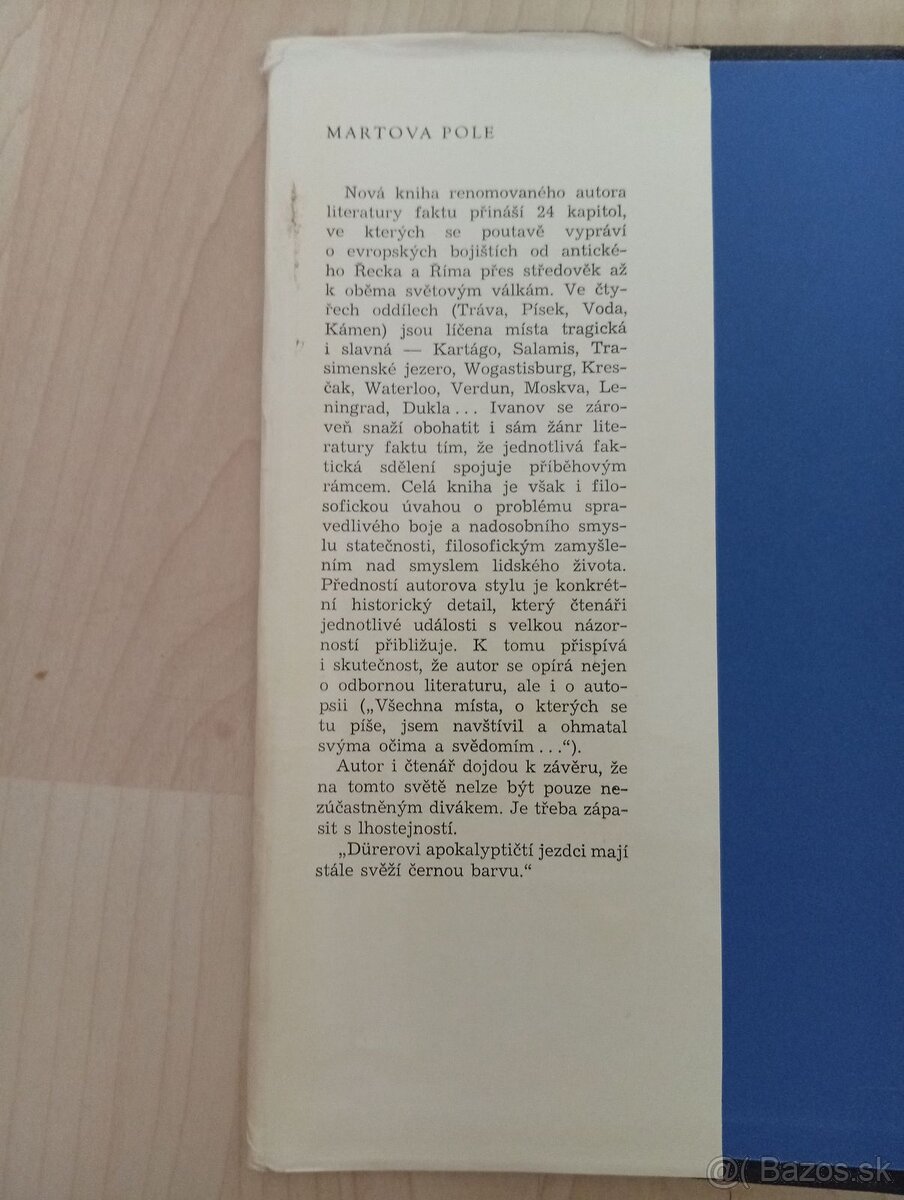 MARTOVA POLE
Nová kniha renomovaného autora
literatury faktu přináší 24 kapitol,
ve kterých se poutavě vypráví
o evropských bojištích od antické-
ho Řecka a Říma přes středověk až
k oběma světovým válkám. Ve čty-
řech oddílech (Tráva, Písek, Voda,
Kámen) jsou líčena místa tragická
i slavná — Kartágo, Salamis, Tra-
simenské jezero, Wogastisburg, Kres-
čak, Waterloo, Verdun, Moskva, Le-
ningrad, Dukla... Ivanov se záro-
veň snaží obohatit i sám žánr lite-
ratury faktu tím, že jednotlivá fak-
tická sdělení spojuje příběhovým
rámcem. Celá kniha je však i filo-
sofickou úvahou o problému spra-
vedlivého boje a nadosobního smys-
lu statečnosti, filosofickým zamyšle-
ním nad smyslem lidského života.
Předností autorova stylu je konkrét-
ní historický detail, který čtenáři
jednotlivé události s velkou názor-
ností přibližuje. K tomu přispívá
i skutečnost, že autor se opírá nejen
o odbornou literaturu, ale i o auto-
psii („Všechna místa, o kterých se
tu píše, jsem navštívil a ohmatal
svýma očima a svědomím...“).
Autor i čtenář dojdou k závěru, že
na tomto světě nelze být pouze ne-
zúčastněným divákem. Je třeba zápa-
sit s lhostejností.
„Dürerovi apokalyptičtí jezdci mají
stále svěží černou barvu.“
@( Bazos.sk